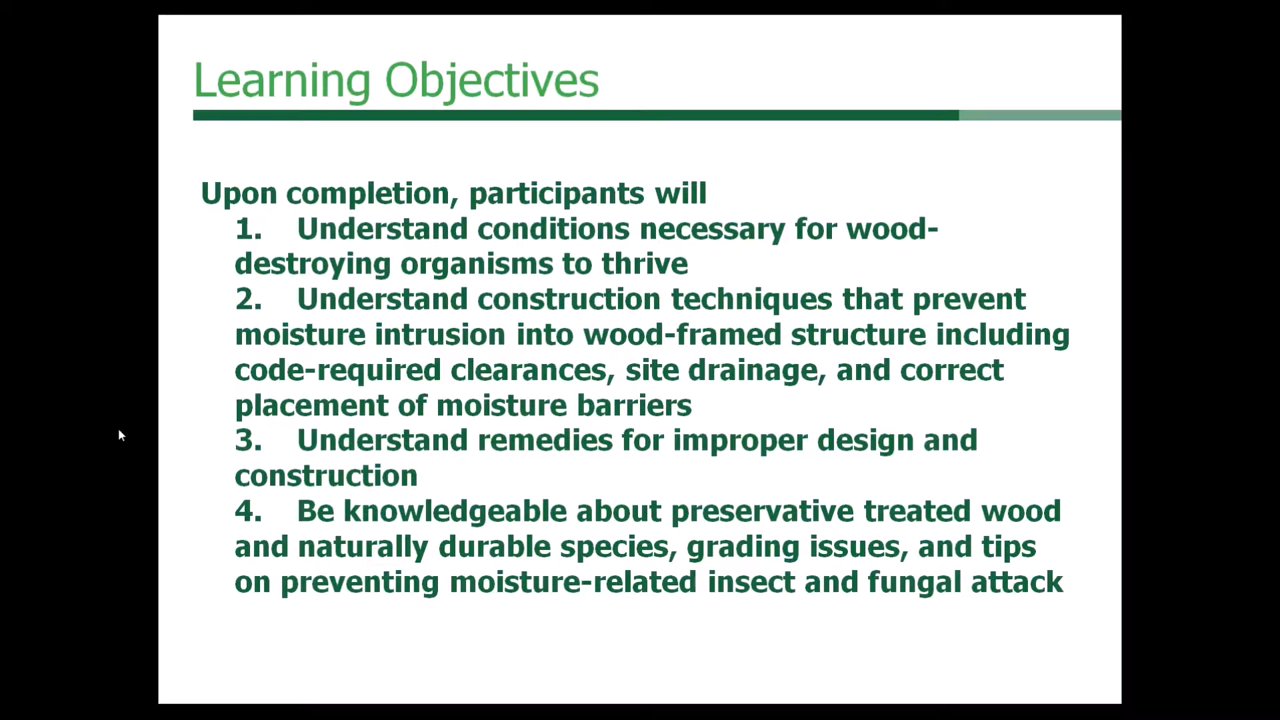 Learning Objectives
Upon completion, participants will
1. Understand conditions necessary for wood-
destroying organisms to thrive
2. Understand construction techniques that prevent
moisture intrusion into wood-framed structure including
code-required clearances, site drainage, and correct
placement of moisture barriers
3. Understand remedies for improper design and
construction
4. Be knowledgeable about preservative treated wood
and naturally durable species, grading issues, and tips
on preventing moisture-related insect and fungal attack